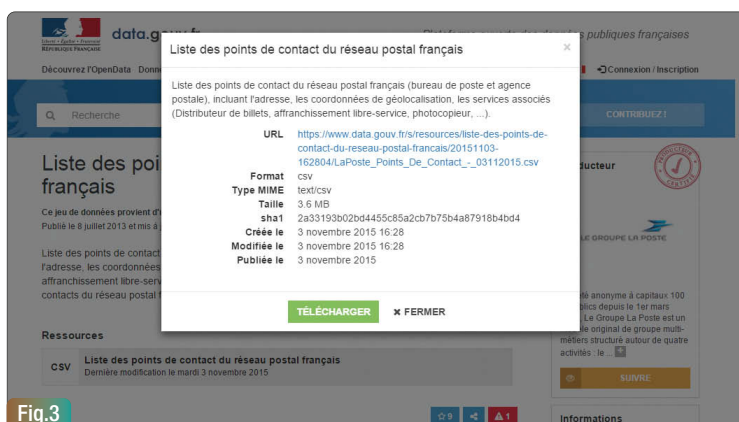 Liberté • Égalité • Fraternité
RÉPUBLIQUE FRANÇAISE
data.gouv.fr
publiques françaises
Découvrez l'OpenData
Connexion / Inscription
Recherche
CONTRIBUEZ !
Liste des points de contact du réseau postal français
×
Liste des points de contact du réseau postal français (bureau de poste et agence
postale), incluant l'adresse, les coordonnées de géolocalisation, les services associés
(Distributeur de billets, affranchissement libre-service, photocopieur, ...).
URL https://www.data.gouv.fr/s/resources/liste-des-points-de-
contact-du-reseau-postal-francais/20151103-
162804/LaPoste_Points_De_Contact_-_03112015.csv
Format csv
Type MIME text/csv
Taille 3.6 MB
sha1 2a33193b02bd4455c85a2cb7b75b4a87918b4bd4
Créée le 3 novembre 2015 16:28
Modifiée le 3 novembre 2015 16:28
Publiée le 3 novembre 2015
TÉLÉCHARGER
× FERMER
Liste des poi
français
Ce jeu de données provient d'
Publié le 8 juillet 2013 et mis à
Liste des points de contact
l'adresse, les coordonnées
affranchissement libre-serv
contacts du réseau postal f
Ressources
CSV
Liste des points de contact du réseau postal français
Dernière modification le mardi 3 novembre 2015
9
1
ducteur
LE GROUPE LA POSTE
té anonyme à capitaux 100
blics depuis le 1er mars
Le Groupe La Poste est un
le original de groupe multi-
métiers structuré autour de quatre
activités : le ...
SUIVRE
Informations
Fig.3